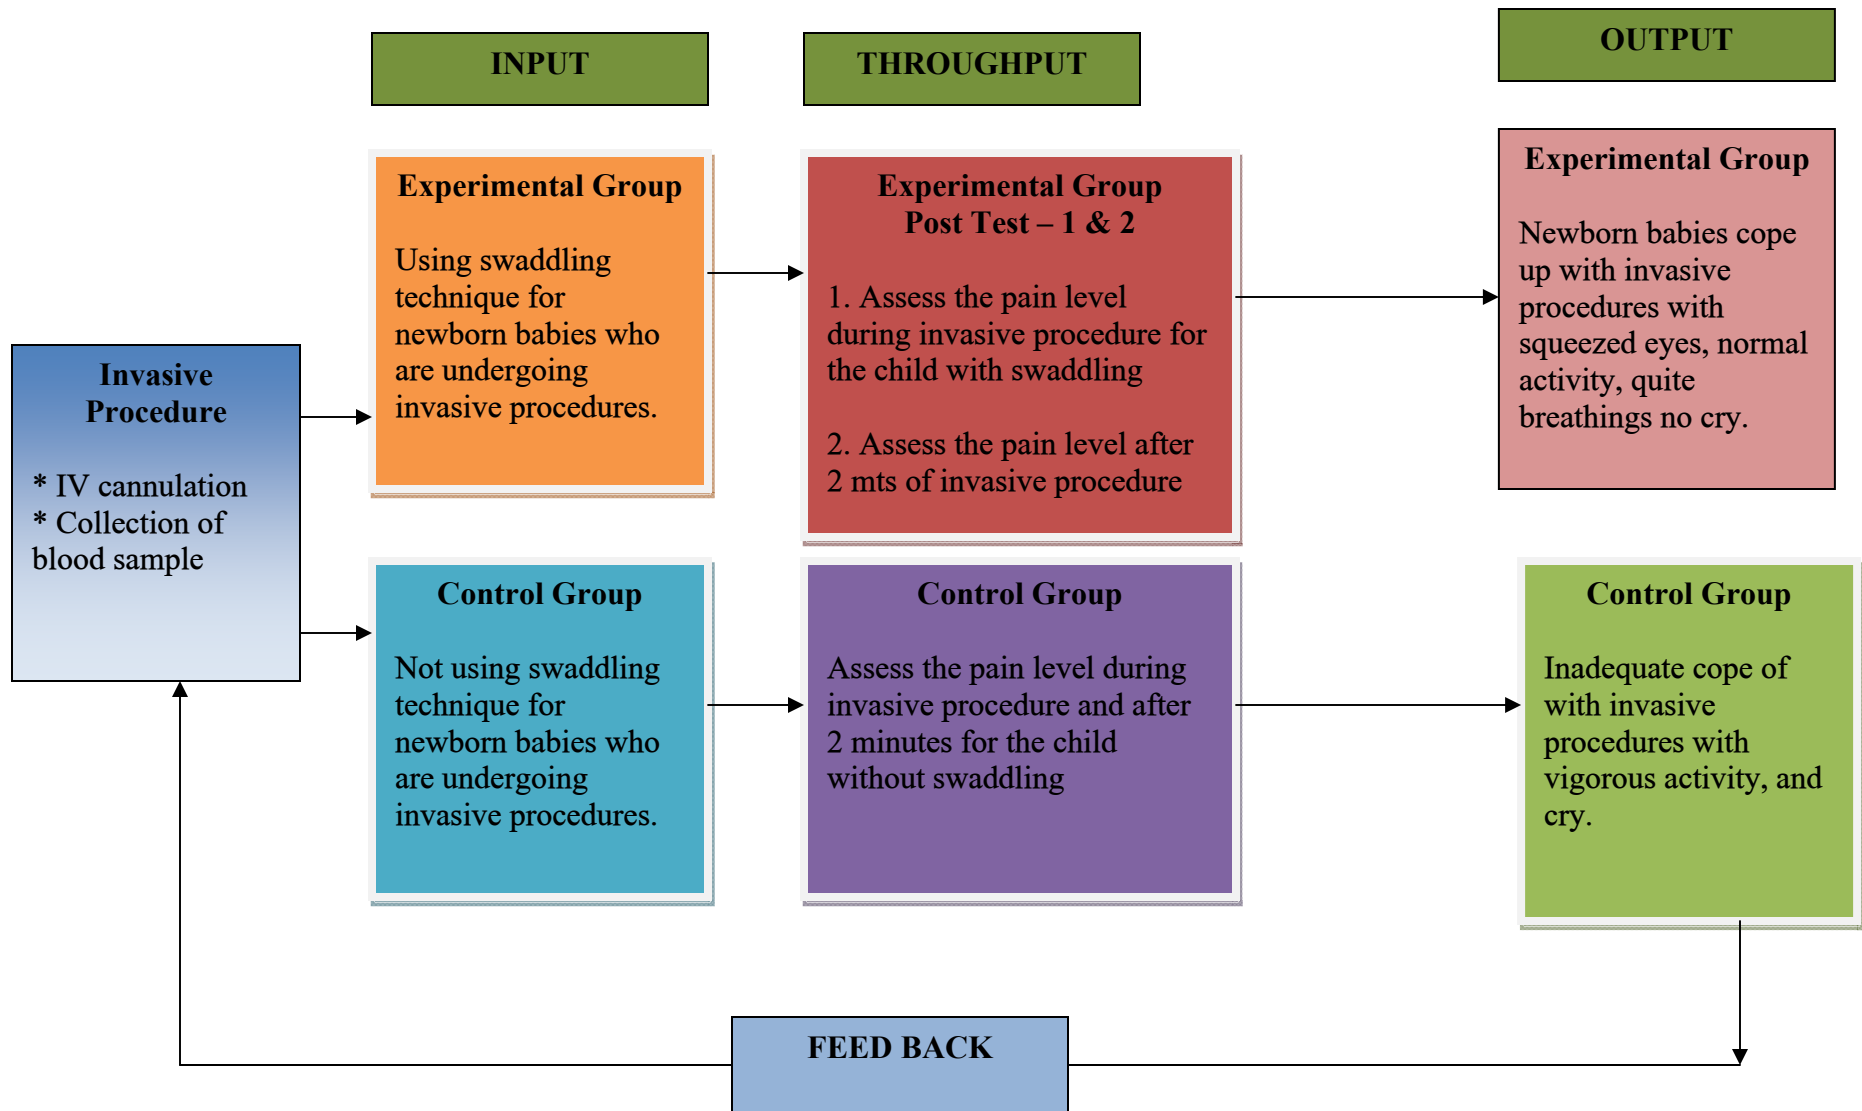 INPUT
THROUGHPUT
OUTPUT
Invasive
Procedure
* IV cannulation
* Collection of
blood sample
Experimental Group
Using swaddling
technique for
newborn babies who
are undergoing
invasive procedures.
Experimental Group
Post Test – 1 & 2
1. Assess the pain level
during invasive procedure for
the child with swaddling
2. Assess the pain level after
2 mts of invasive procedure
Experimental Group
Newborn babies cope
up with invasive
procedures with
squeezed eyes, normal
activity, quite
breathings no cry.
Control Group
Not using swaddling
technique for
newborn babies who
are undergoing
invasive procedures.
Control Group
Assess the pain level during
invasive procedure and after
2 minutes for the child
without swaddling
Control Group
Inadequate cope of
with invasive
procedures with
vigorous activity, and
cry.
FEED BACK